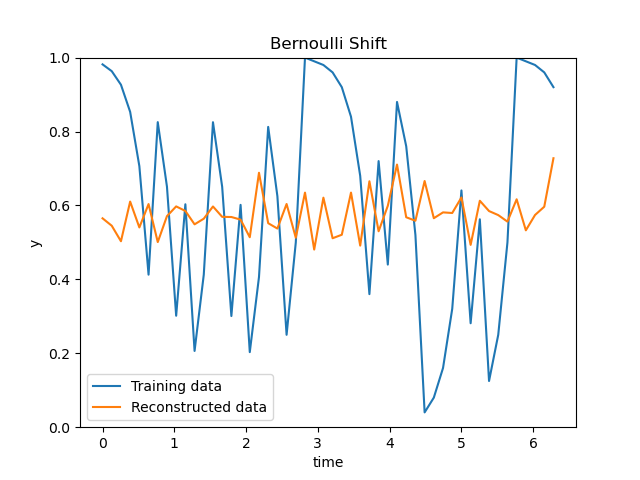 Bernoulli Shift
1.0
0.8
0.6
0.4
0.2
0.0
y
Training data
Reconstructed data
0 1 2 3 4 5 6
time